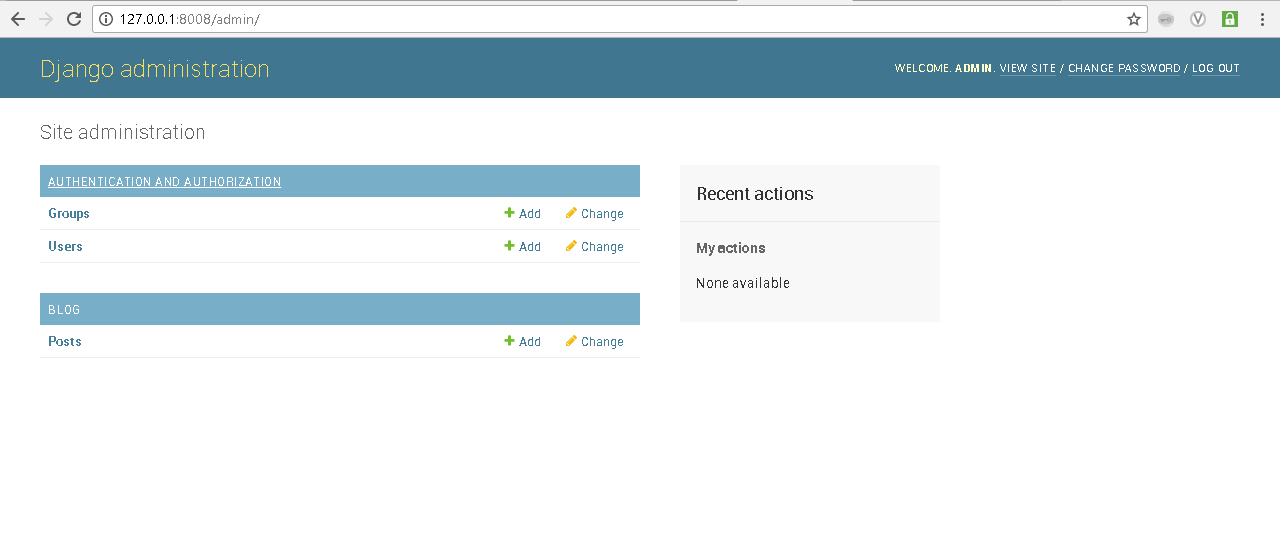 127.0.0.1:8008/admin/
V
Django administration
WELCOME, ADMIN. VIEW SITE / CHANGE PASSWORD / LOG OUT
Site administration
AUTHENTICATION AND AUTHORIZATION
Groups Add Change
Users Add Change
BLOG
Posts Add Change
Recent actions
My actions
None available